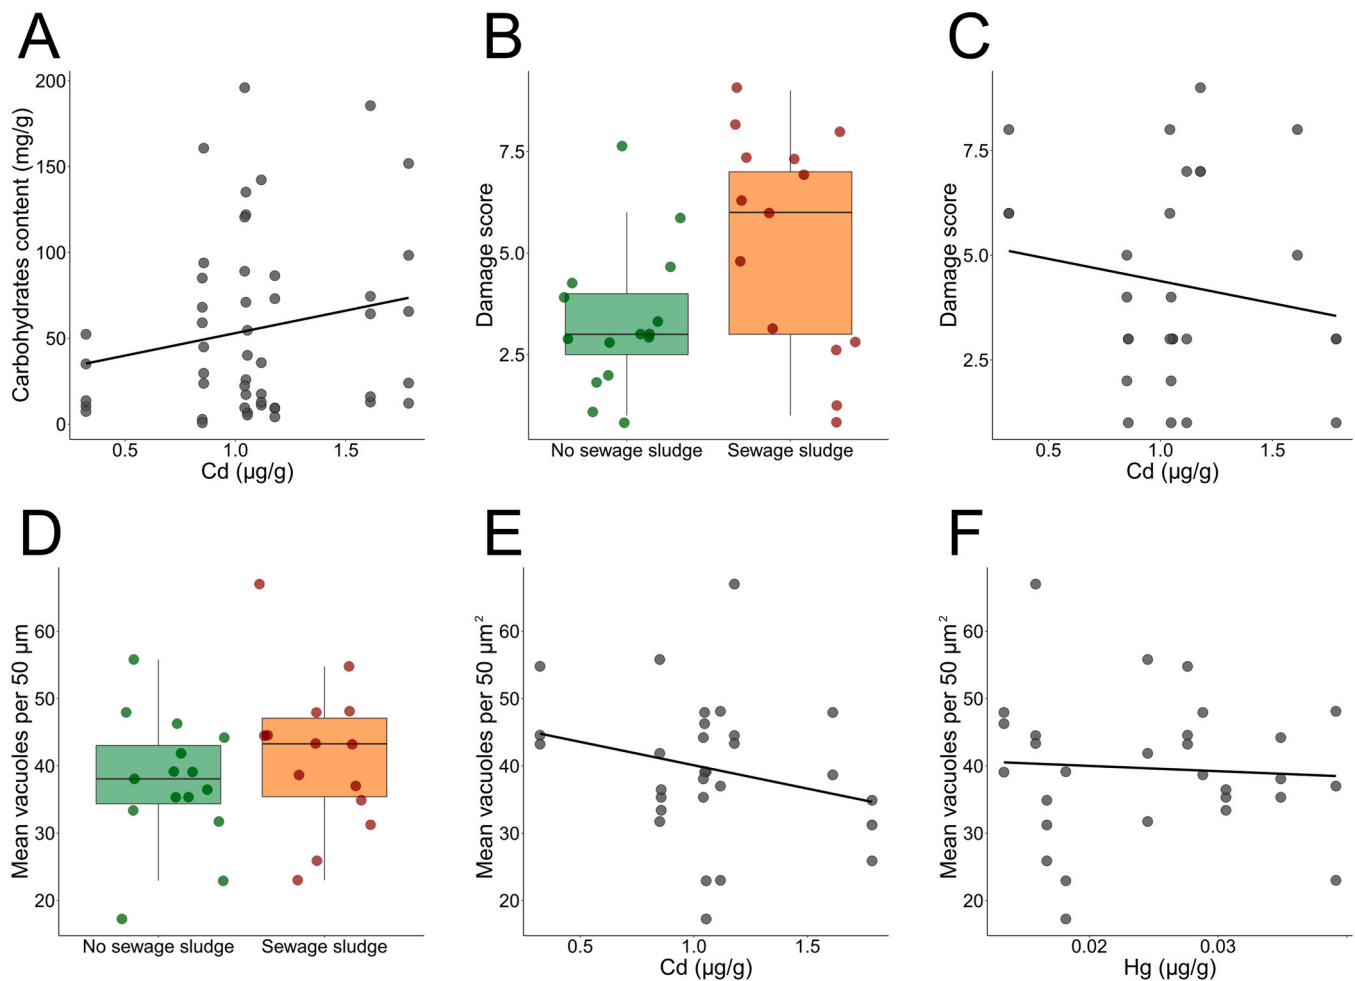 A
B
C
Carbohydrates content (mg/g)
200
150
100
50
0
0.5
1.0
1.5
Cd (µg/g)
Damage score
7.5
5.0
2.5
No sewage sludge
Sewage sludge
Damage score
7.5
5.0
2.5
0.5
1.0
1.5
Cd (µg/g)
D
E
F
Mean vacuoles per 50 µm
60
50
40
30
20
No sewage sludge
Sewage sludge
Mean vacuoles per 50 µm²
60
50
40
30
20
0.5
1.0
1.5
Cd (µg/g)
Mean vacuoles per 50 µm²
60
50
40
30
20
0.02
0.03
Hg (µg/g)